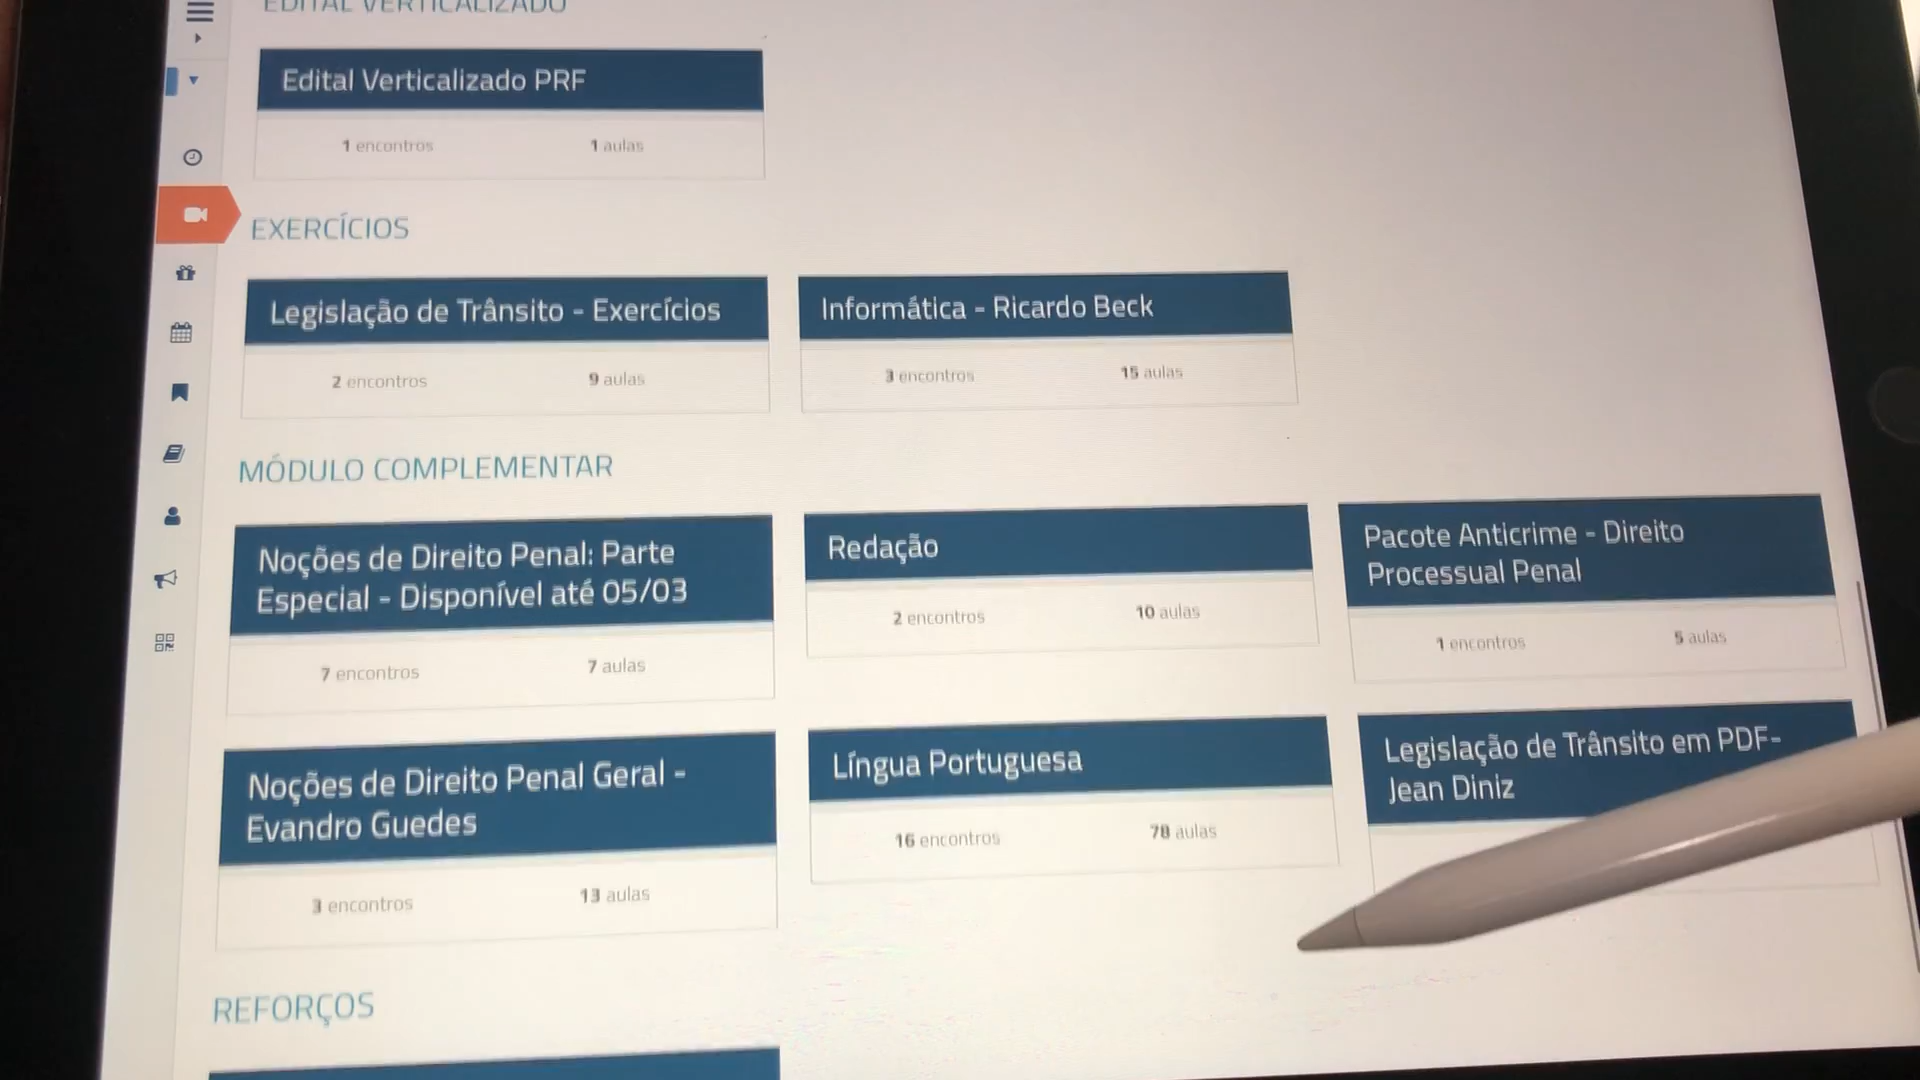 EDITAL VERTICALIZADO
Edital Verticalizado PRF
1 encontros
1 aulas
EXERCÍCIOS
Legislação de Trânsito - Exercícios
2 encontros
9 aulas
Informática - Ricardo Beck
3 encontros
15 aulas
MÓDULO COMPLEMENTAR
Noções de Direito Penal: Parte
Especial - Disponível até 05/03
7 encontros
7 aulas
Redação
2 encontros
10 aulas
Pacote Anticrime - Direito
Processual Penal
1 encontros
5 aulas
Noções de Direito Penal Geral -
Evandro Guedes
3 encontros
13 aulas
Língua Portuguesa
16 encontros
78 aulas
Legislação de Trânsito em PDF-
Jean Diniz
REFORÇOS